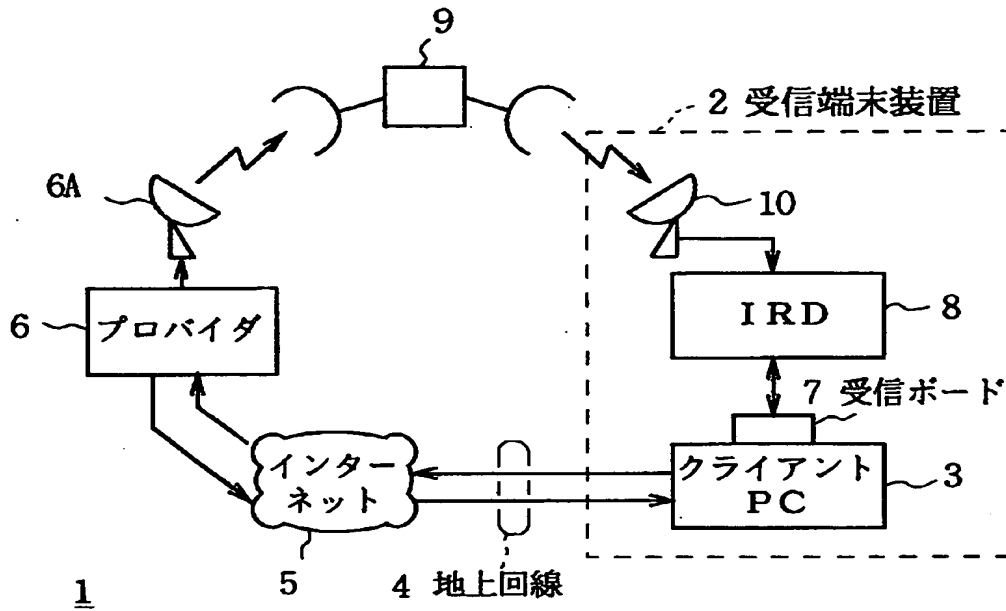 9
2 受信端末装置
6A
10
6
プロバイダ
IRD
8
7 受信ボード
インター
ネット
クライアント
PC
3
5
4 地上回線
1